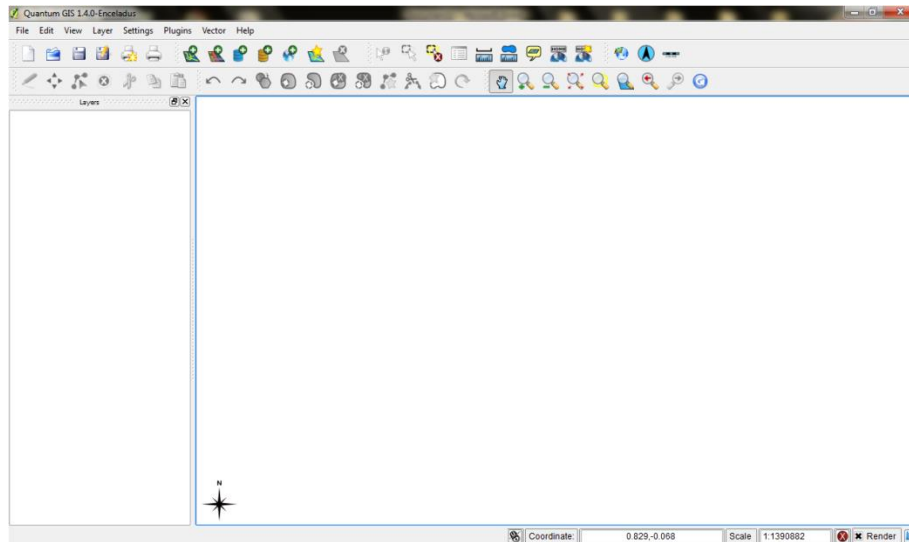 Quantum GIS 1.4.0-Enceladus
File Edit View Layer Settings Plugins Vector Help
Layers
N
Coordinate: 0.829,-0.068 Scale 1:1390882 Render